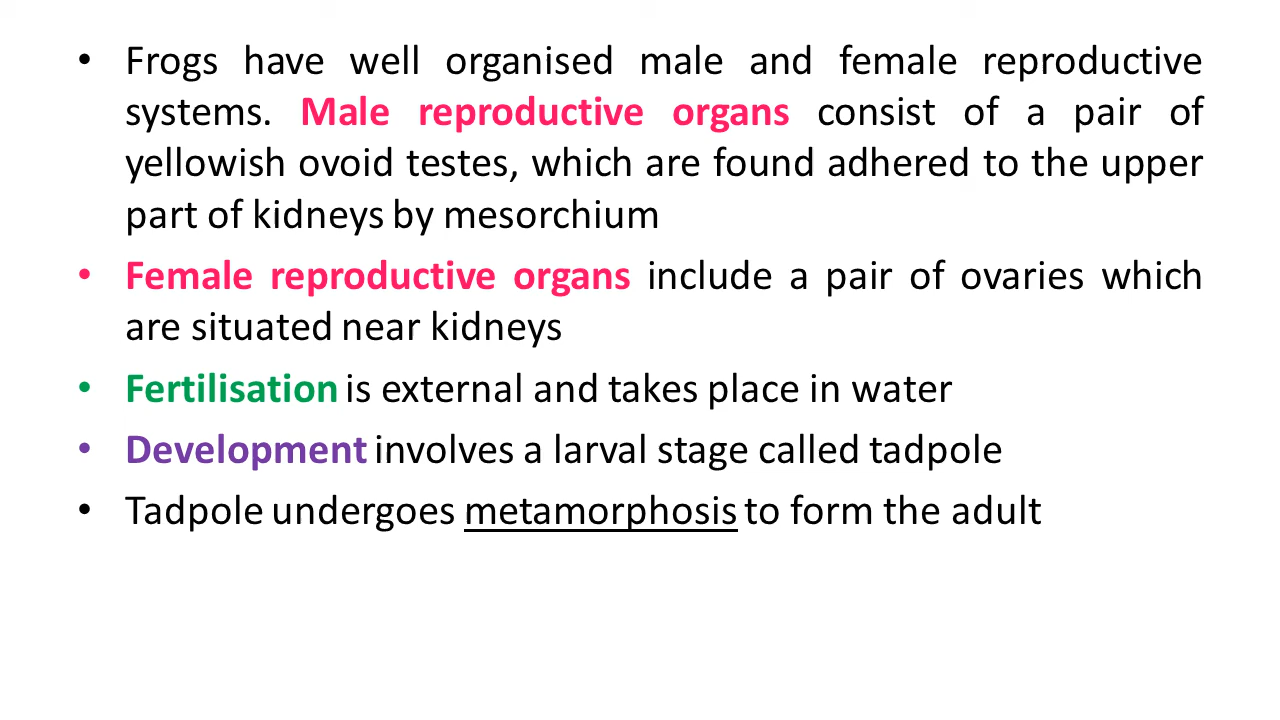 • Frogs have well organised male and female reproductive
systems. Male reproductive organs consist of a pair of
yellowish ovoid testes, which are found adhered to the upper
part of kidneys by mesorchium
• Female reproductive organs include a pair of ovaries which
are situated near kidneys
• Fertilisation is external and takes place in water
• Development involves a larval stage called tadpole
• Tadpole undergoes metamorphosis to form the adult